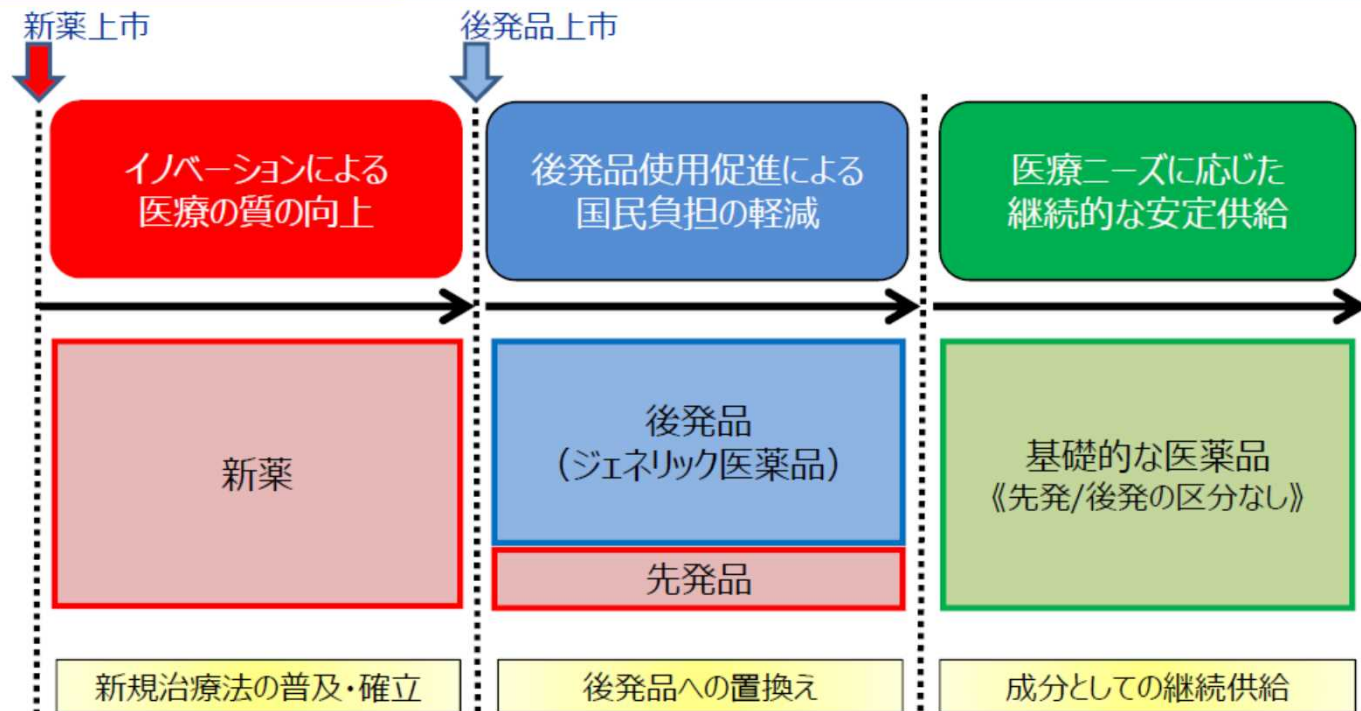 新薬上市
後発品上市
イノベーションによる
医療の質の向上
後発品使用促進による
国民負担の軽減
医療ニーズに応じた
継続的な安定供給
新薬
後発品
（ジェネリック医薬品）
先発品
基礎的な医薬品
《先発/後発の区分なし》
新規治療法の普及・確立
後発品への置換え
成分としての継続供給